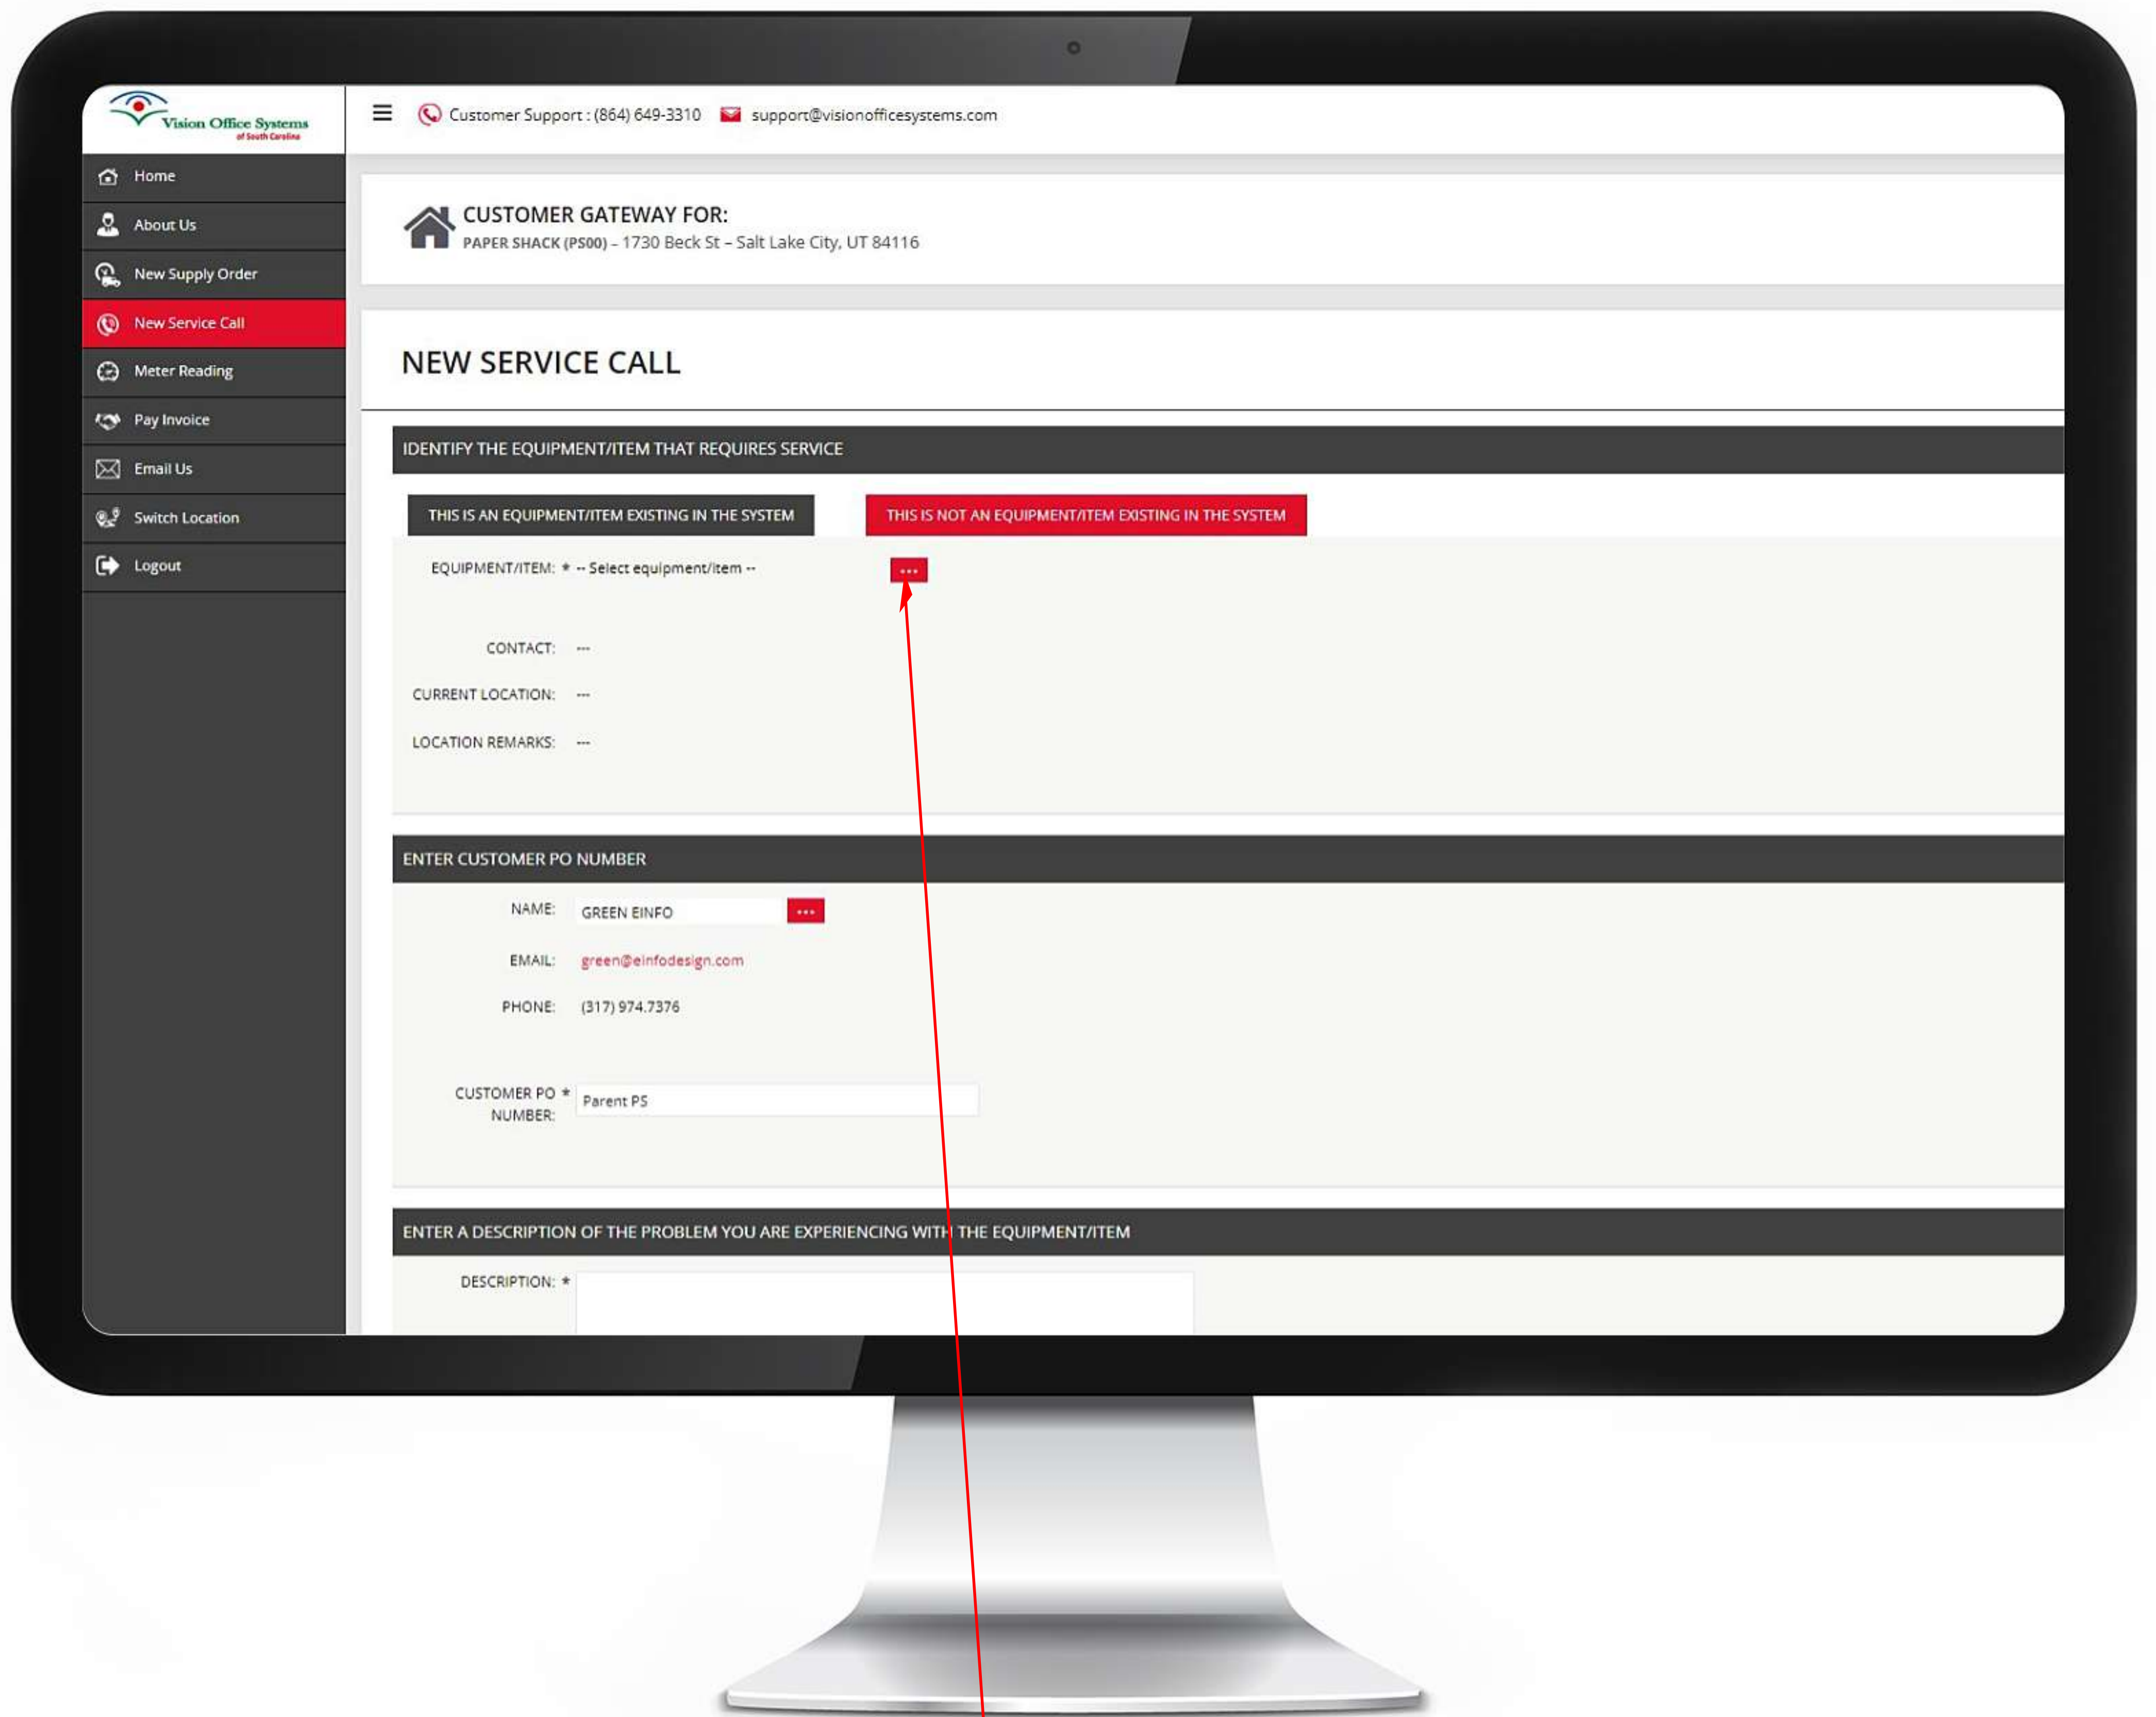 Vision Office Systems
of South Carolina
Customer Support : (864) 649-3310 support@visionofficesystems.com
Home
About Us
New Supply Order
New Service Call
Meter Reading
Pay Invoice
Email Us
Switch Location
Logout
CUSTOMER GATEWAY FOR:
PAPER SHACK (PS00) – 1730 Beck St – Salt Lake City, UT 84116
NEW SERVICE CALL
IDENTIFY THE EQUIPMENT/ITEM THAT REQUIRES SERVICE
THIS IS AN EQUIPMENT/ITEM EXISTING IN THE SYSTEM THIS IS NOT AN EQUIPMENT/ITEM EXISTING IN THE SYSTEM
EQUIPMENT/ITEM: * -- Select equipment/item -- ...
CONTACT: ---
CURRENT LOCATION: ---
LOCATION REMARKS: ---
ENTER CUSTOMER PO NUMBER
NAME: GREEN EINFO ...
EMAIL: green@einfodesign.com
PHONE: (317) 974.7376
CUSTOMER PO * Parent PS
NUMBER:
ENTER A DESCRIPTION OF THE PROBLEM YOU ARE EXPERIENCING WITH THE EQUIPMENT/ITEM
DESCRIPTION: *